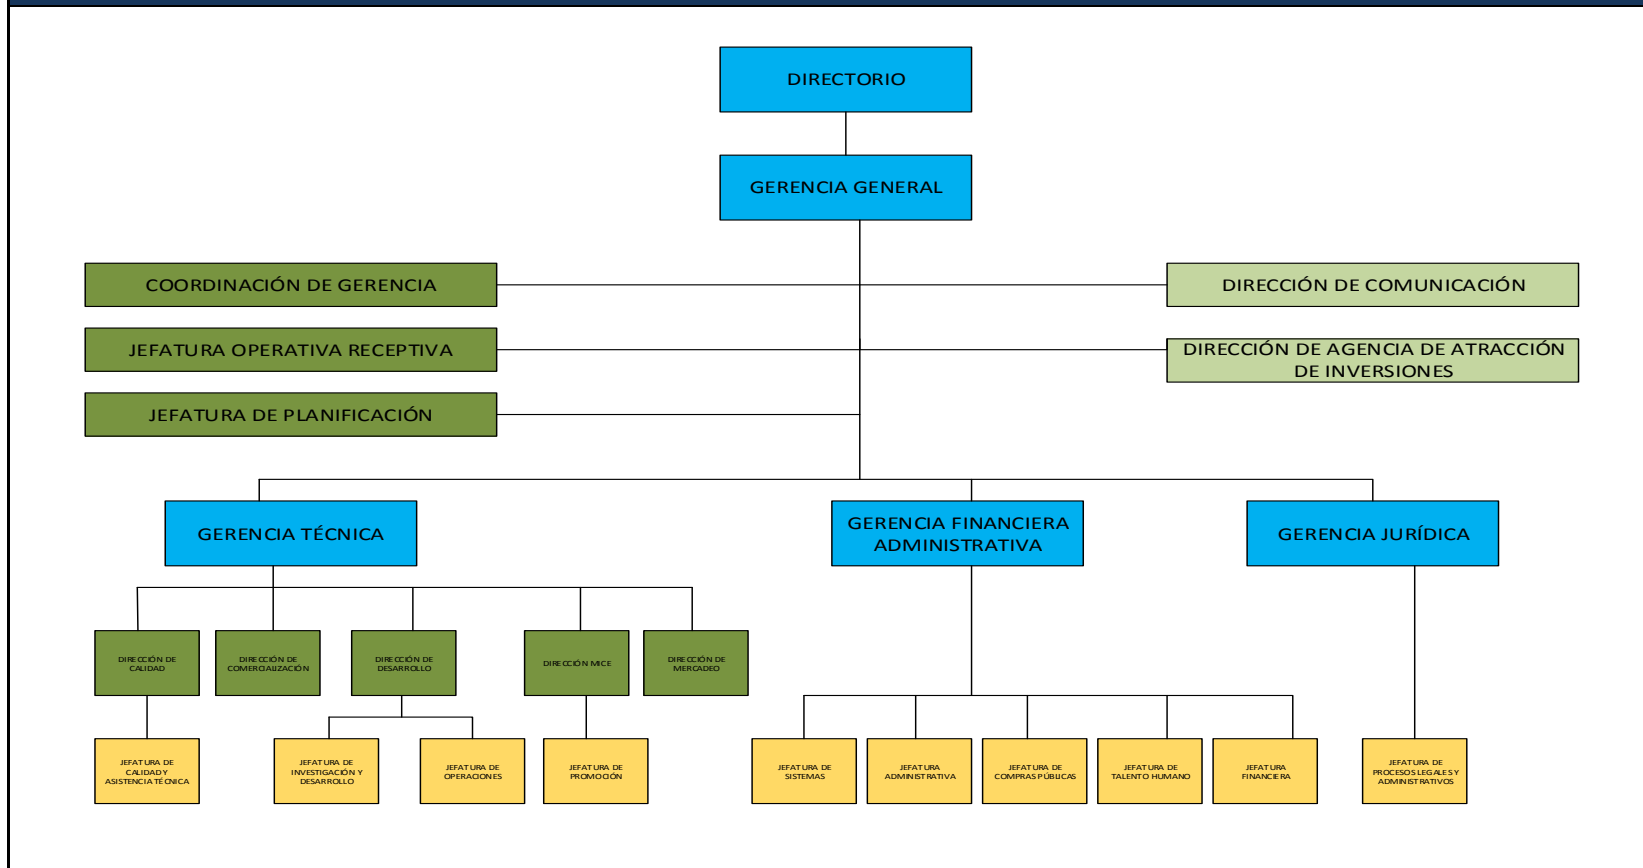 DIRECTORIO
GERENCIA GENERAL
COORDINACIÓN DE GERENCIA
DIRECCIÓN DE COMUNICACIÓN
JEFATURA OPERATIVA RECEPTIVA
DIRECCIÓN DE AGENCIA DE ATRACCIÓN
DE INVERSIONES
JEFATURA DE PLANIFICACIÓN
GERENCIA TÉCNICA
GERENCIA FINANCIERA
ADMINISTRATIVA
GERENCIA JURÍDICA
DIRECCIÓN DE
CALIDAD
DIRECCIÓN DE
COMERCIALIZACIÓN
DIRECCIÓN DE
DESARROLLO
DIRECCIÓN MICE
DIRECCIÓN DE
MERCADEO
JEFATURA DE
CALIDAD Y
ASISTENCIA TÉCNICA
JEFATURA DE
INVESTIGACIÓN Y
DESARROLLO
JEFATURA DE
OPERACIONES
JEFATURA DE
PROMOCIÓN
JEFATURA DE
SISTEMAS
JEFATURA
ADMINISTRATIVA
JEFATURA DE
COMPRAS PÚBLICAS
JEFATURA DE
TALENTO HUMANO
JEFATURA
FINANCIERA
JEFATURA DE
PROCESOS LEGALES Y
ADMINISTRATIVOS